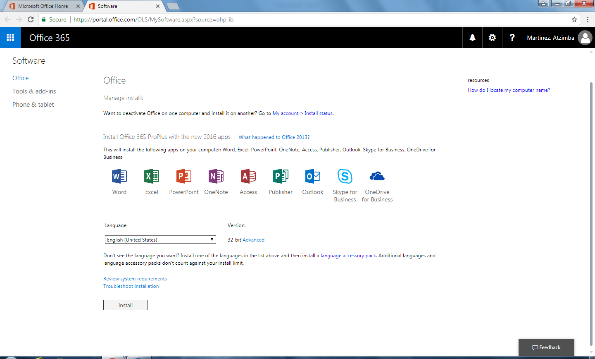 Microsoft Office Home
Software
Secure | https://portal.office.com/OLS/MySoftware.aspx?source=ohp-lib
Office 365
Martinez, Atzimba
Software
Office
Tools & add-ins
Phone & tablet
Office
Manage installs
Want to deactivate Office on one computer and install it on another? Go to My account > Install status.
Install Office 365 ProPlus with the new 2016 apps What happened to Office 2013?
This will install the following apps on your computer: Word, Excel, PowerPoint, OneNote, Access, Publisher, Outlook, Skype for Business, OneDrive for
Business
Word
Excel
PowerPoint
OneNote
Access
Publisher
Outlook
Skype for
Business
OneDrive
for Business
Language:
Version:
English (United States)
32-bit Advanced
Don't see the language you want? Install one of the languages in the list above and then install a language accessory pack. Additional languages and
language accessory packs don't count against your install limit.
Review system requirements
Troubleshoot installation
Install
resources
How do I locate my computer name?
Feedback